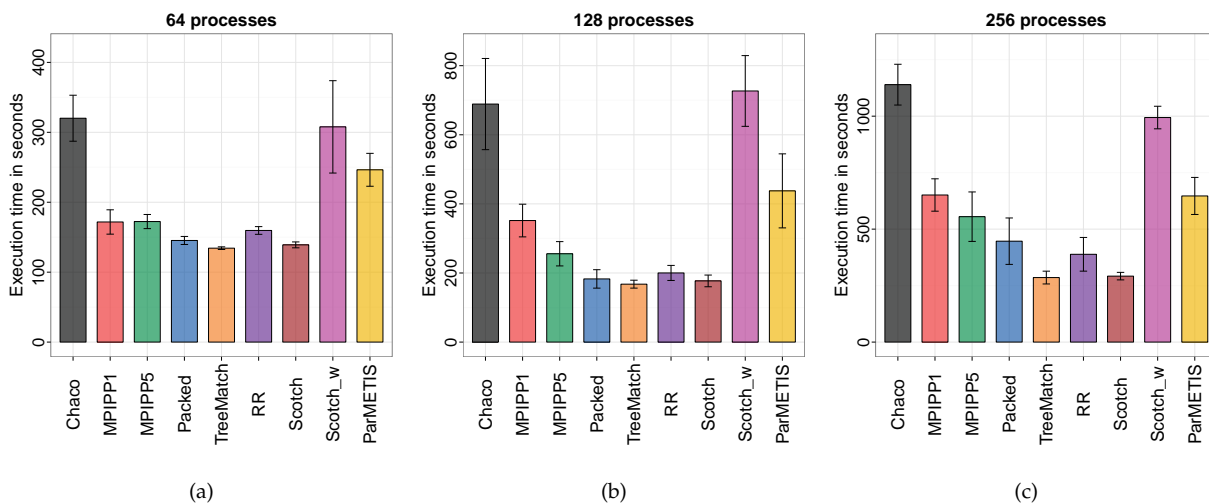 64 processes
Execution time in seconds
0
100
200
300
400
Chaco
MPIPP1
MPIPP5
Packed
TreeMatch
RR
Scotch
Scotch_w
ParMETIS
(a)
128 processes
Execution time in seconds
0
200
400
600
800
Chaco
MPIPP1
MPIPP5
Packed
TreeMatch
RR
Scotch
Scotch_w
ParMETIS
(b)
256 processes
Execution time in seconds
0
500
1000
Chaco
MPIPP1
MPIPP5
Packed
TreeMatch
RR
Scotch
Scotch_w
ParMETIS
(c)